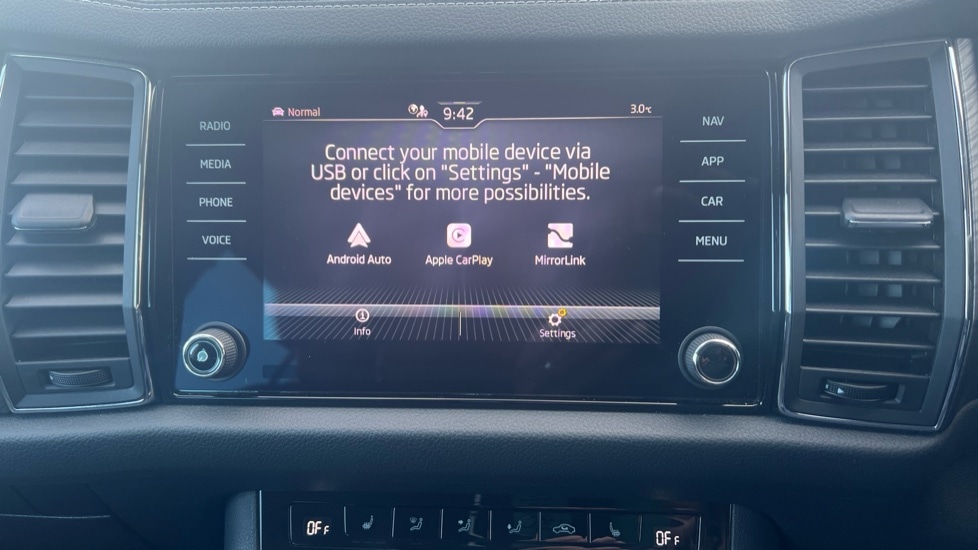 Normal
9:42
3.0°C
RADIO
MEDIA
PHONE
VOICE
Connect your mobile device via
USB or click on "Settings" - "Mobile
devices" for more possibilities.
Android Auto
Apple CarPlay
MirrorLink
Info
Settings
NAV
APP
CAR
MENU
OFF
OFF